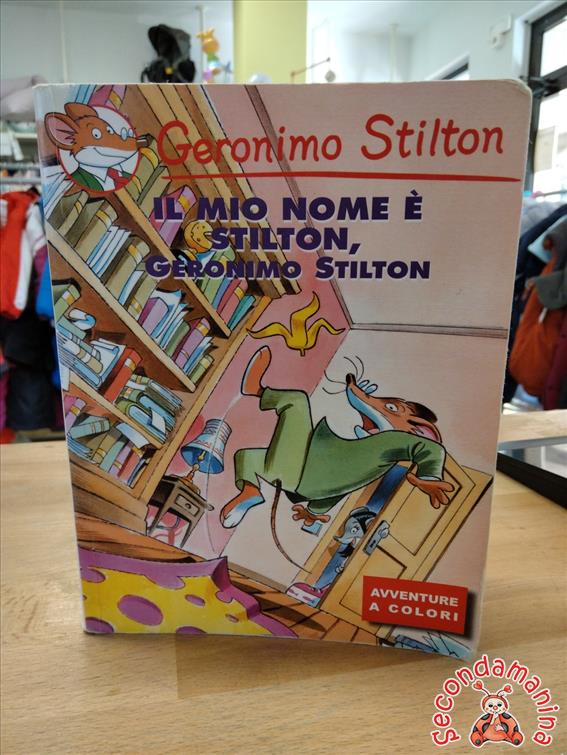 Geronimo Stilton
IL MIO NOME È
STILTON,
GERONIMO STILTON
AVVENTURE
A COLORI
Secondamanina